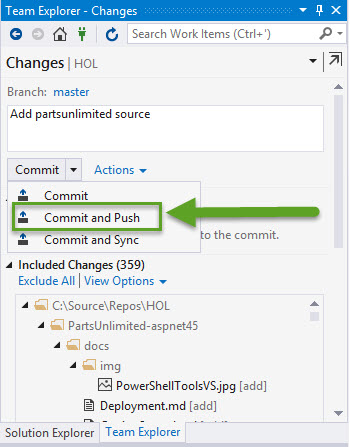 Team Explorer - Changes
Search Work Items (Ctrl+')
Changes | HOL
Branch: master
Add partsunlimited source
Commit
Actions
Commit
Commit and Push
to the commit.
Commit and Sync
Included Changes (359)
Exclude All | View Options
C:\Source\Repos\HOL
PartsUnlimited-aspnet45
docs
img
PowerShellToolsVS.jpg [add]
Deployment.md [add]
Solution Explorer Team Explorer